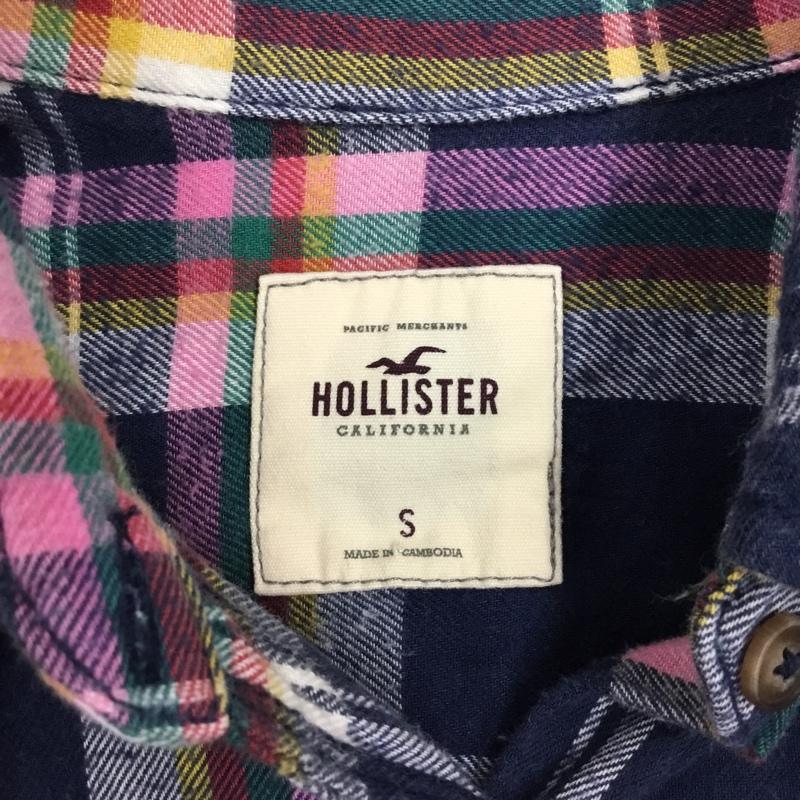 PACIFIC MERCHANTS
HOLLISTER
CALIFORNIA
S
MADE IN CAMBODIA